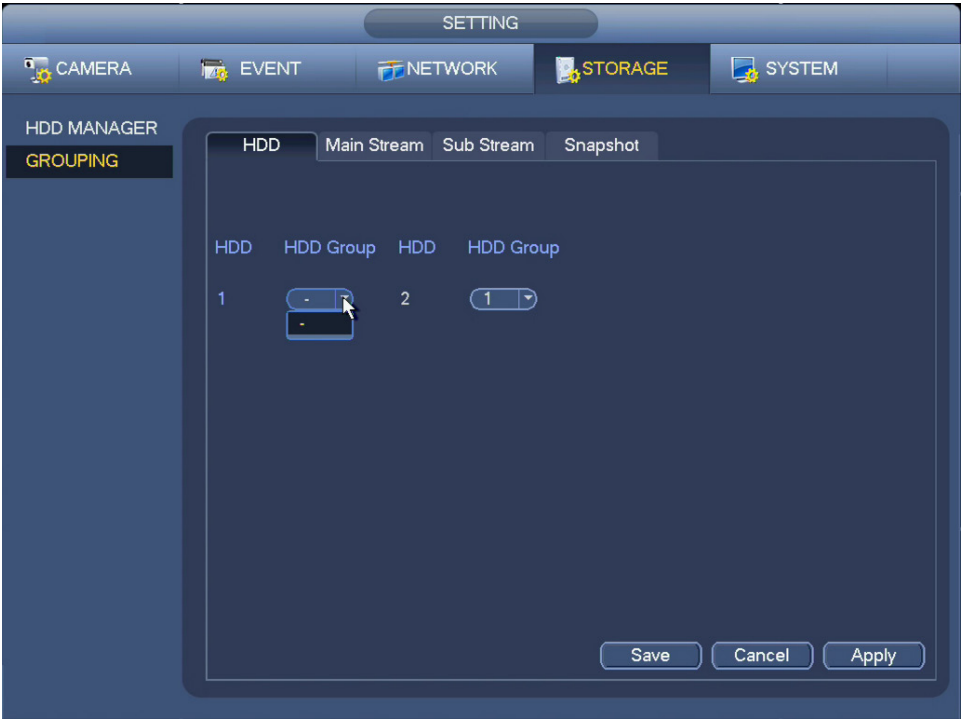 SETTING
CAMERA EVENT NETWORK STORAGE SYSTEM
HDD MANAGER
GROUPING
HDD Main Stream Sub Stream Snapshot
HDD HDD Group HDD HDD Group
1 - 2 1
-
Save Cancel Apply